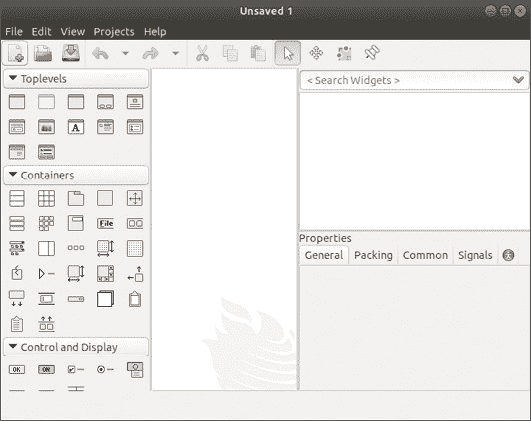 Unsaved 1
File Edit View Projects Help
Toplevels
< Search Widgets >
A
Containers
File
Properties
General Packing Common Signals
Control and Display
OK ON